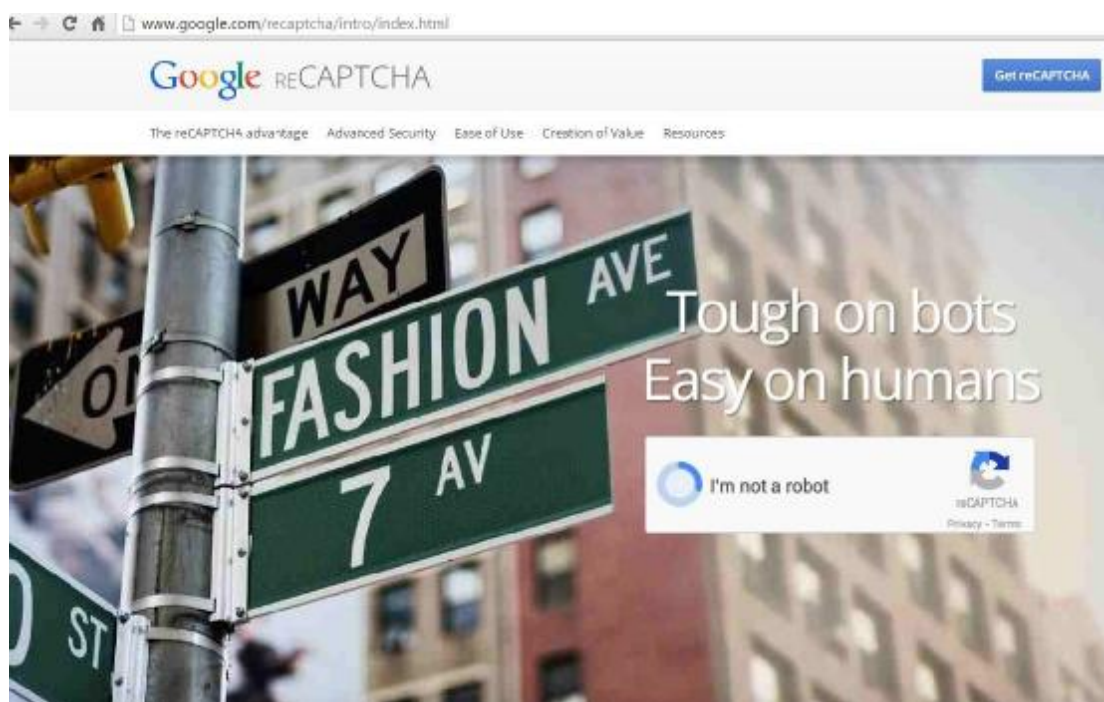 www.google.com/recaptcha/intro/index.html
Google reCAPTCHA
Get reCAPTCHA
The reCAPTCHA advantage Advanced Security Ease of Use Creation of Value Resources
WAY
ON
FASHION AVE
7 AV
ST
Tough on bots
Easy on humans
I'm not a robot
reCAPTCHA
Privacy - Terms